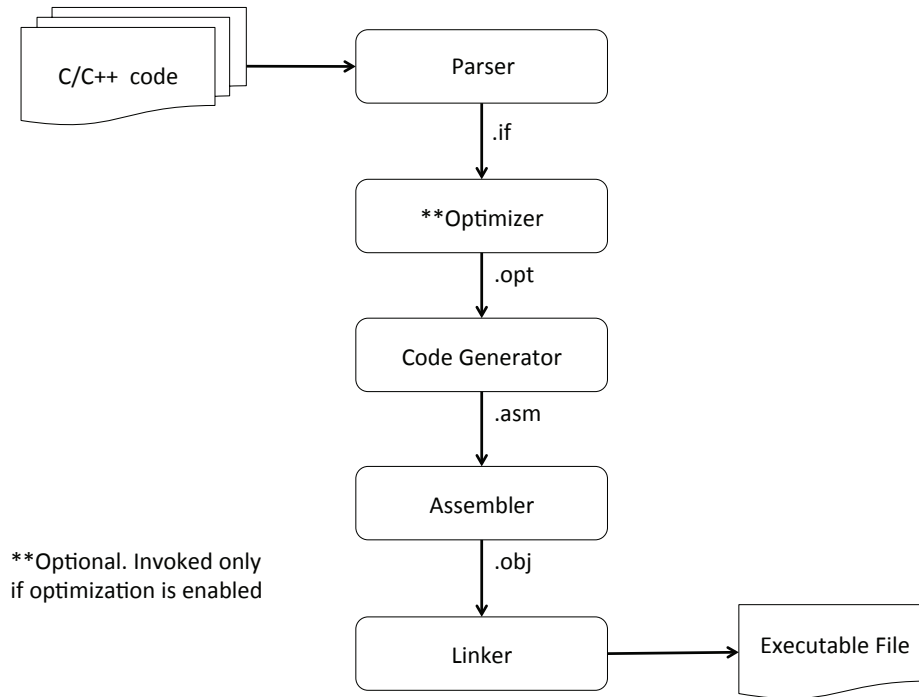 C/C++ code
Parser
.if
**Optimizer
.opt
Code Generator
.asm
Assembler
.obj
**Optional. Invoked only
if optimization is enabled
Linker
Executable File